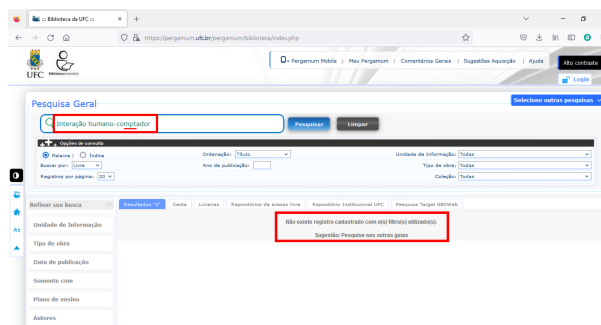 ::: Biblioteca da UFC :::
https://pergamum.ufc.br/pergamum/biblioteca/index.php
UFC
Pergamum Mobile | Meu Pergamum | Comentários Gerais | Sugestões Aquisição | Ajuda
Alto contraste
Login
Pesquisa Geral
Selecione outras pesquisas
Interação humano-comptador
Pesquisar
Limpar
Opções de consulta
Palavra | Índice
Ordenação: Título
Unidade de Informação: Todas
Buscar por: Livre
Ano de publicação:
Tipo de obra: Todas
Registros por página: 20
Coleção: Todas
Refinar sua busca
Resultados "0"
Cesta
Livrarias
Repositórios de acesso livre
Repositório Institucional UFC
Pesquisa Target GEDWeb
Não existe registro cadastrado com o(s) filtro(s) utilizado(s).
Sugestão: Pesquise nas outras guias
Unidade de Informação
Tipo de obra
Data de publicação
Somente com
Plano de ensino
Autores